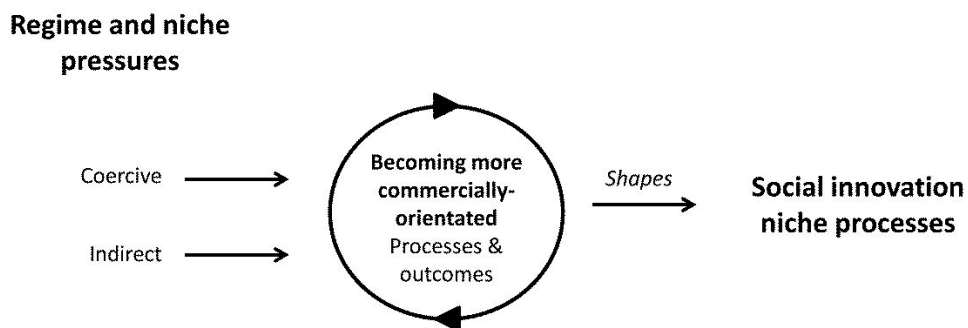 Regime and niche
pressures
Coercive
Indirect
Becoming more
commercially-
orientated
Processes &
outcomes
Shapes
Social innovation
niche processes